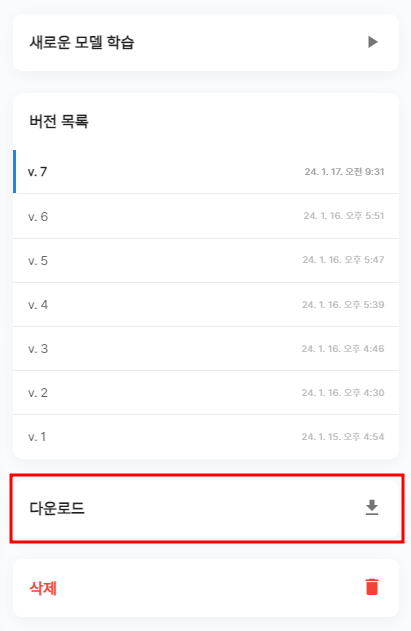 새로운 모델 학습
버전 목록
v. 7 24. 1. 17. 오전 9:31
v. 6 24. 1. 16. 오후 5:51
v. 5 24. 1. 16. 오후 5:47
v. 4 24. 1. 16. 오후 5:39
v. 3 24. 1. 16. 오후 4:46
v. 2 24. 1. 16. 오후 4:30
v. 1 24. 1. 15. 오후 4:54
다운로드
삭제